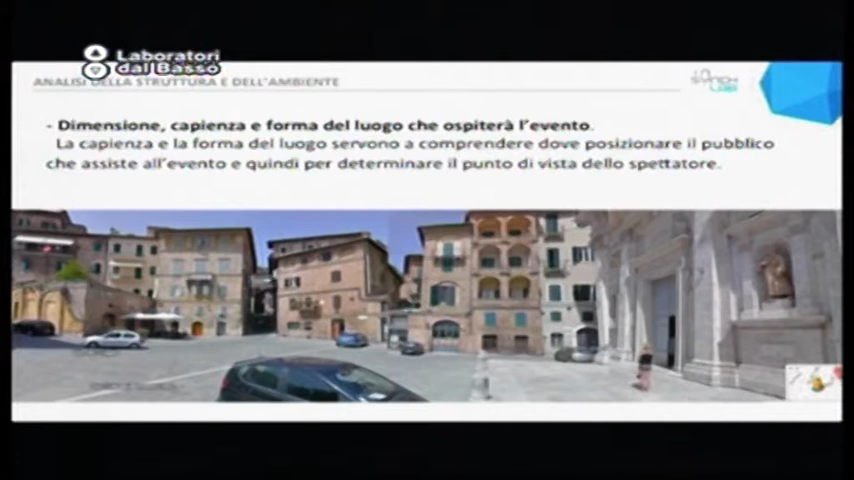 Laboratori
dal Basso
ANALISI DELLA STRUTTURA E DELL'AMBIENTE
- Dimensione, capienza e forma del luogo che ospiterà l'evento.
La capienza e la forma del luogo servono a comprendere dove posizionare il pubblico
che assiste all'evento e quindi per determinare il punto di vista dello spettatore.